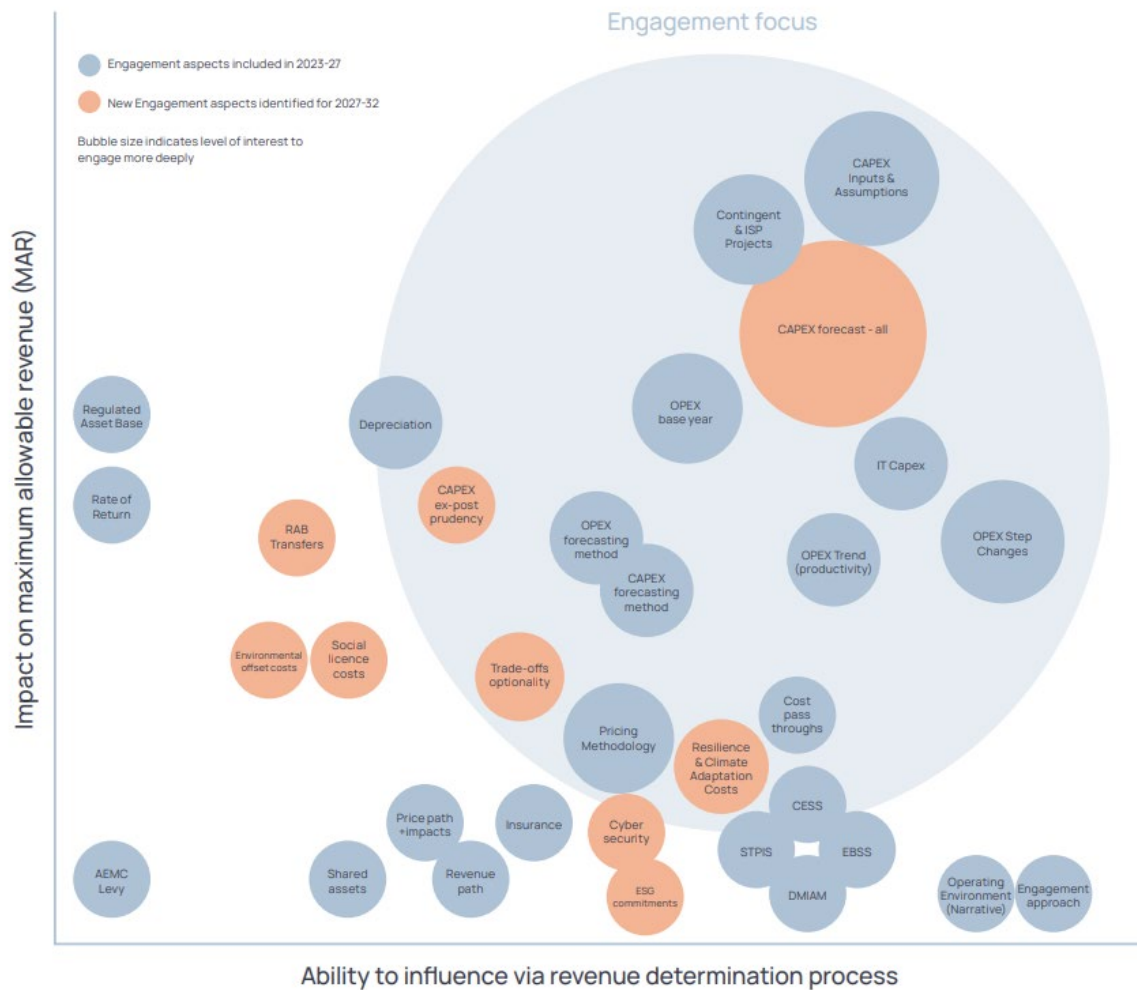 Engagement focus
Engagement aspects included in 2023-27
New Engagement aspects identified for 2027-32
Bubble size indicates level of interest to
engage more deeply
Impact on maximum allowable revenue (MAR)
CAPEX
Inputs &
Assumptions
Contingent
& ISP
Projects
CAPEX forecast - all
Regulated
Asset Base
Depreciation
OPEX
base year
IT Capex
Rate of
Return
CAPEX
ex-post
prudency
RAB
Transfers
OPEX
forecasting
method
OPEX Trend
(productivity)
OPEX Step
Changes
CAPEX
forecasting
method
Environmental
offset costs
Social
licence
costs
Trade-offs
optionality
Cost
pass
throughs
Pricing
Methodology
Resilience
& Climate
Adaptation
Costs
CESS
Price path
+impacts
Insurance
Cyber
security
STPIS
EBSS
AEMC
Levy
Shared
assets
Revenue
path
ESG
commitments
DMIAM
Operating
Environment
(Narrative)
Engagement
approach
Ability to influence via revenue determination process